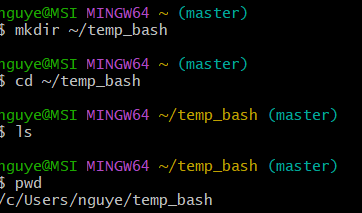 nguye@MSI MINGW64 ~ (master)
$ mkdir ~/temp_bash
nguye@MSI MINGW64 ~ (master)
$ cd ~/temp_bash
nguye@MSI MINGW64 ~/temp_bash (master)
$ ls
nguye@MSI MINGW64 ~/temp_bash (master)
$ pwd
/c/Users/nguye/temp_bash